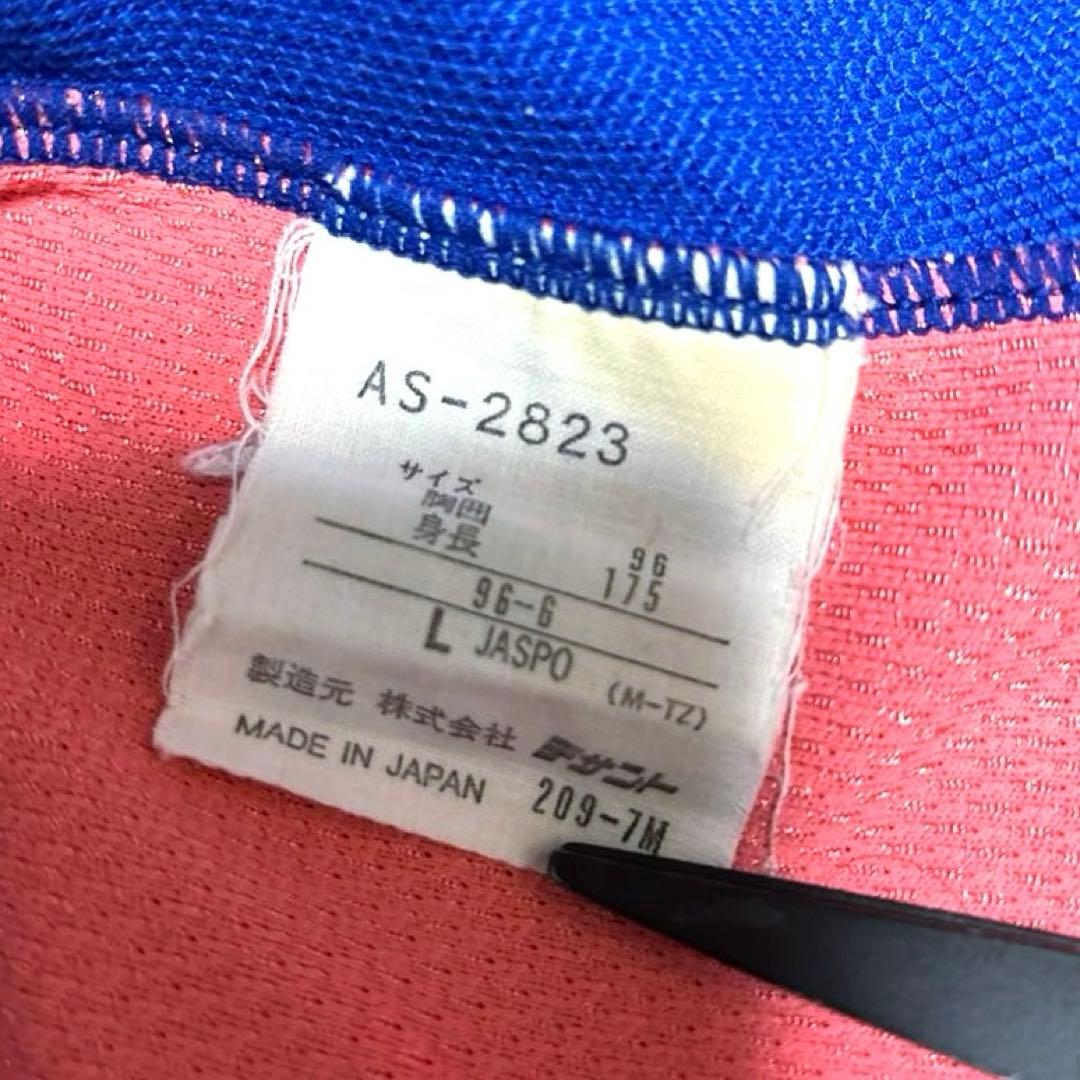 AS-2823
サイズ
胸囲 96
身長 175
96-6
L JASPO (M-TZ)
製造元 株式会社 デサント
MADE IN JAPAN 209-7M